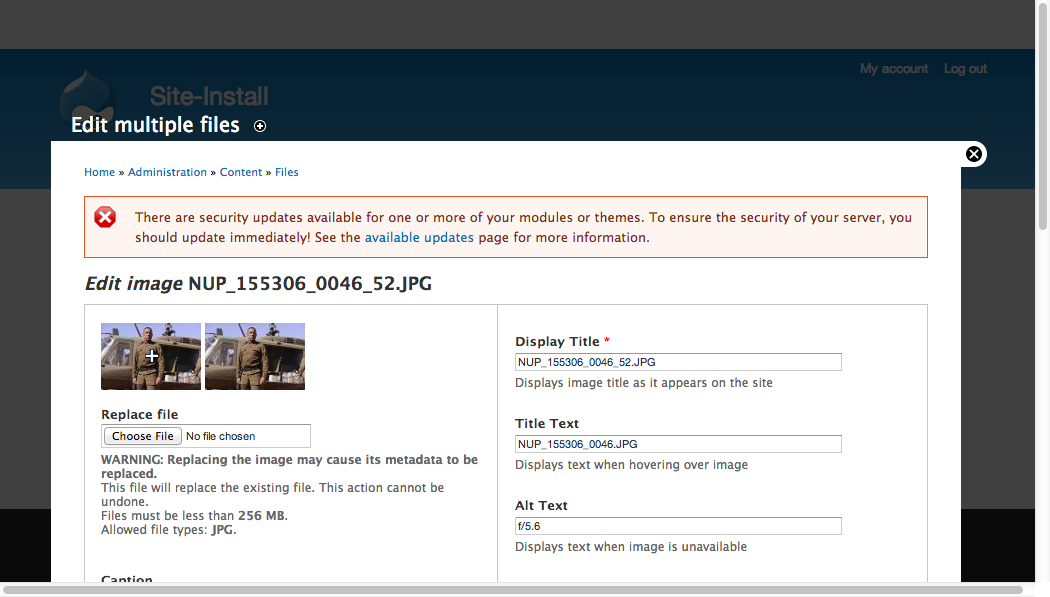 My account Log out
Site-Install
Edit multiple files
Home » Administration » Content » Files
There are security updates available for one or more of your modules or themes. To ensure the security of your server, you
should update immediately! See the available updates page for more information.
Edit image NUP_155306_0046_52.JPG
Replace file
Choose File No file chosen
WARNING: Replacing the image may cause its metadata to be
replaced.
This file will replace the existing file. This action cannot be
undone.
Files must be less than 256 MB.
Allowed file types: JPG.
Caption
Display Title *
NUP_155306_0046_52.JPG
Displays image title as it appears on the site
Title Text
NUP_155306_0046.JPG
Displays text when hovering over image
Alt Text
f/5.6
Displays text when image is unavailable